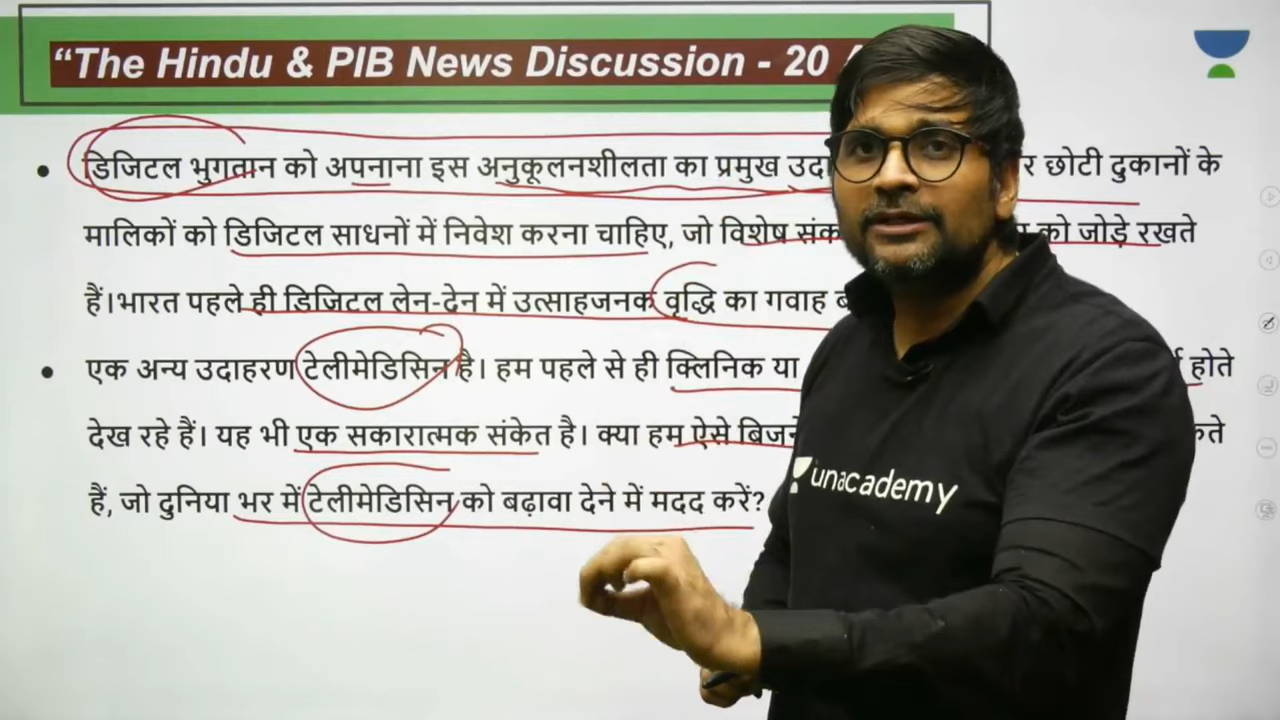 “The Hindu & PIB News Discussion - 20
डिजिटल भुगतान को अपनाना इस अनुकूलनशीलता का प्रमुख छोटी दुकानों के
मालिकों को डिजिटल साधनों में निवेश करना चाहिए, जो विशेष को जोड़े रखते
हैं।भारत पहले ही डिजिटल लेन-देन में उत्साहजनक वृद्धि का गवाह
एक अन्य उदाहरण टेलीमेडिसिन है। हम पहले से ही क्लिनिक या होते
देख रहे हैं। यह भी एक सकारात्मक संकेत है। क्या हम ऐसे
हैं, जो दुनिया भर में टेलीमेडिसिन को बढ़ावा देने में मदद करें?
unacademy